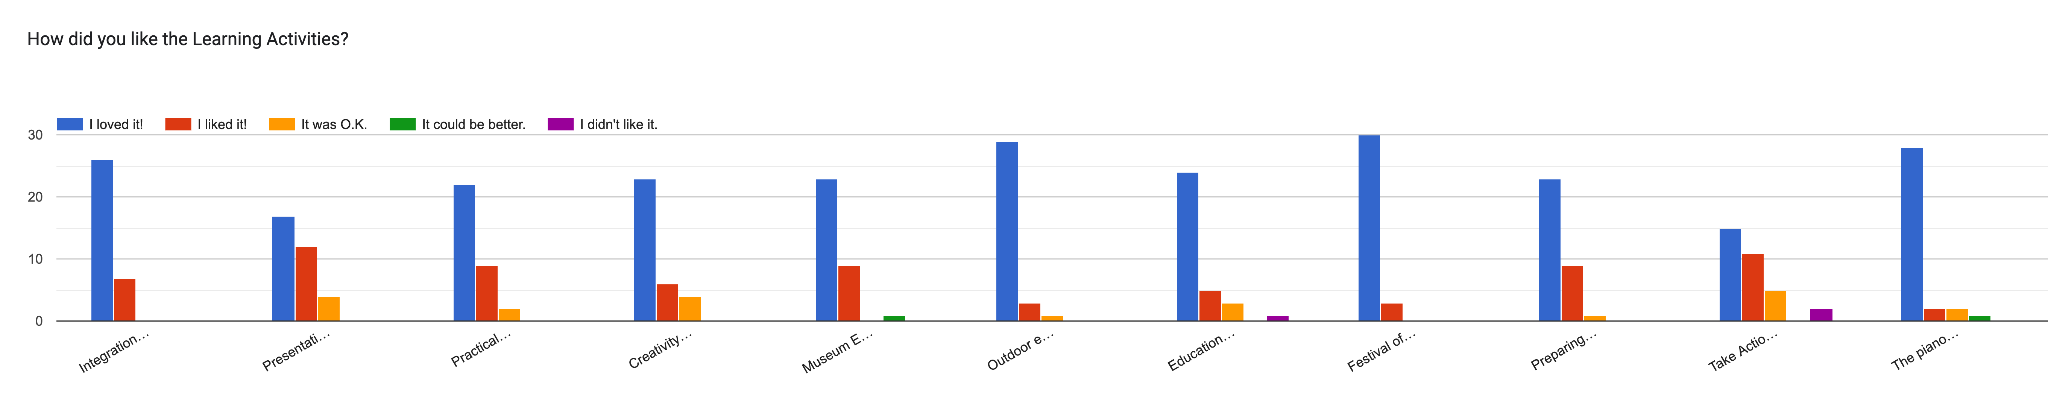 How did you like the Learning Activities?
I loved it! I liked it! It was O.K. It could be better. I didn't like it.
30
20
10
0
Integration... Presentati... Practical... Creativity... Museum E... Outdoor e... Education... Festival of... Preparing... Take Actio... The piano...